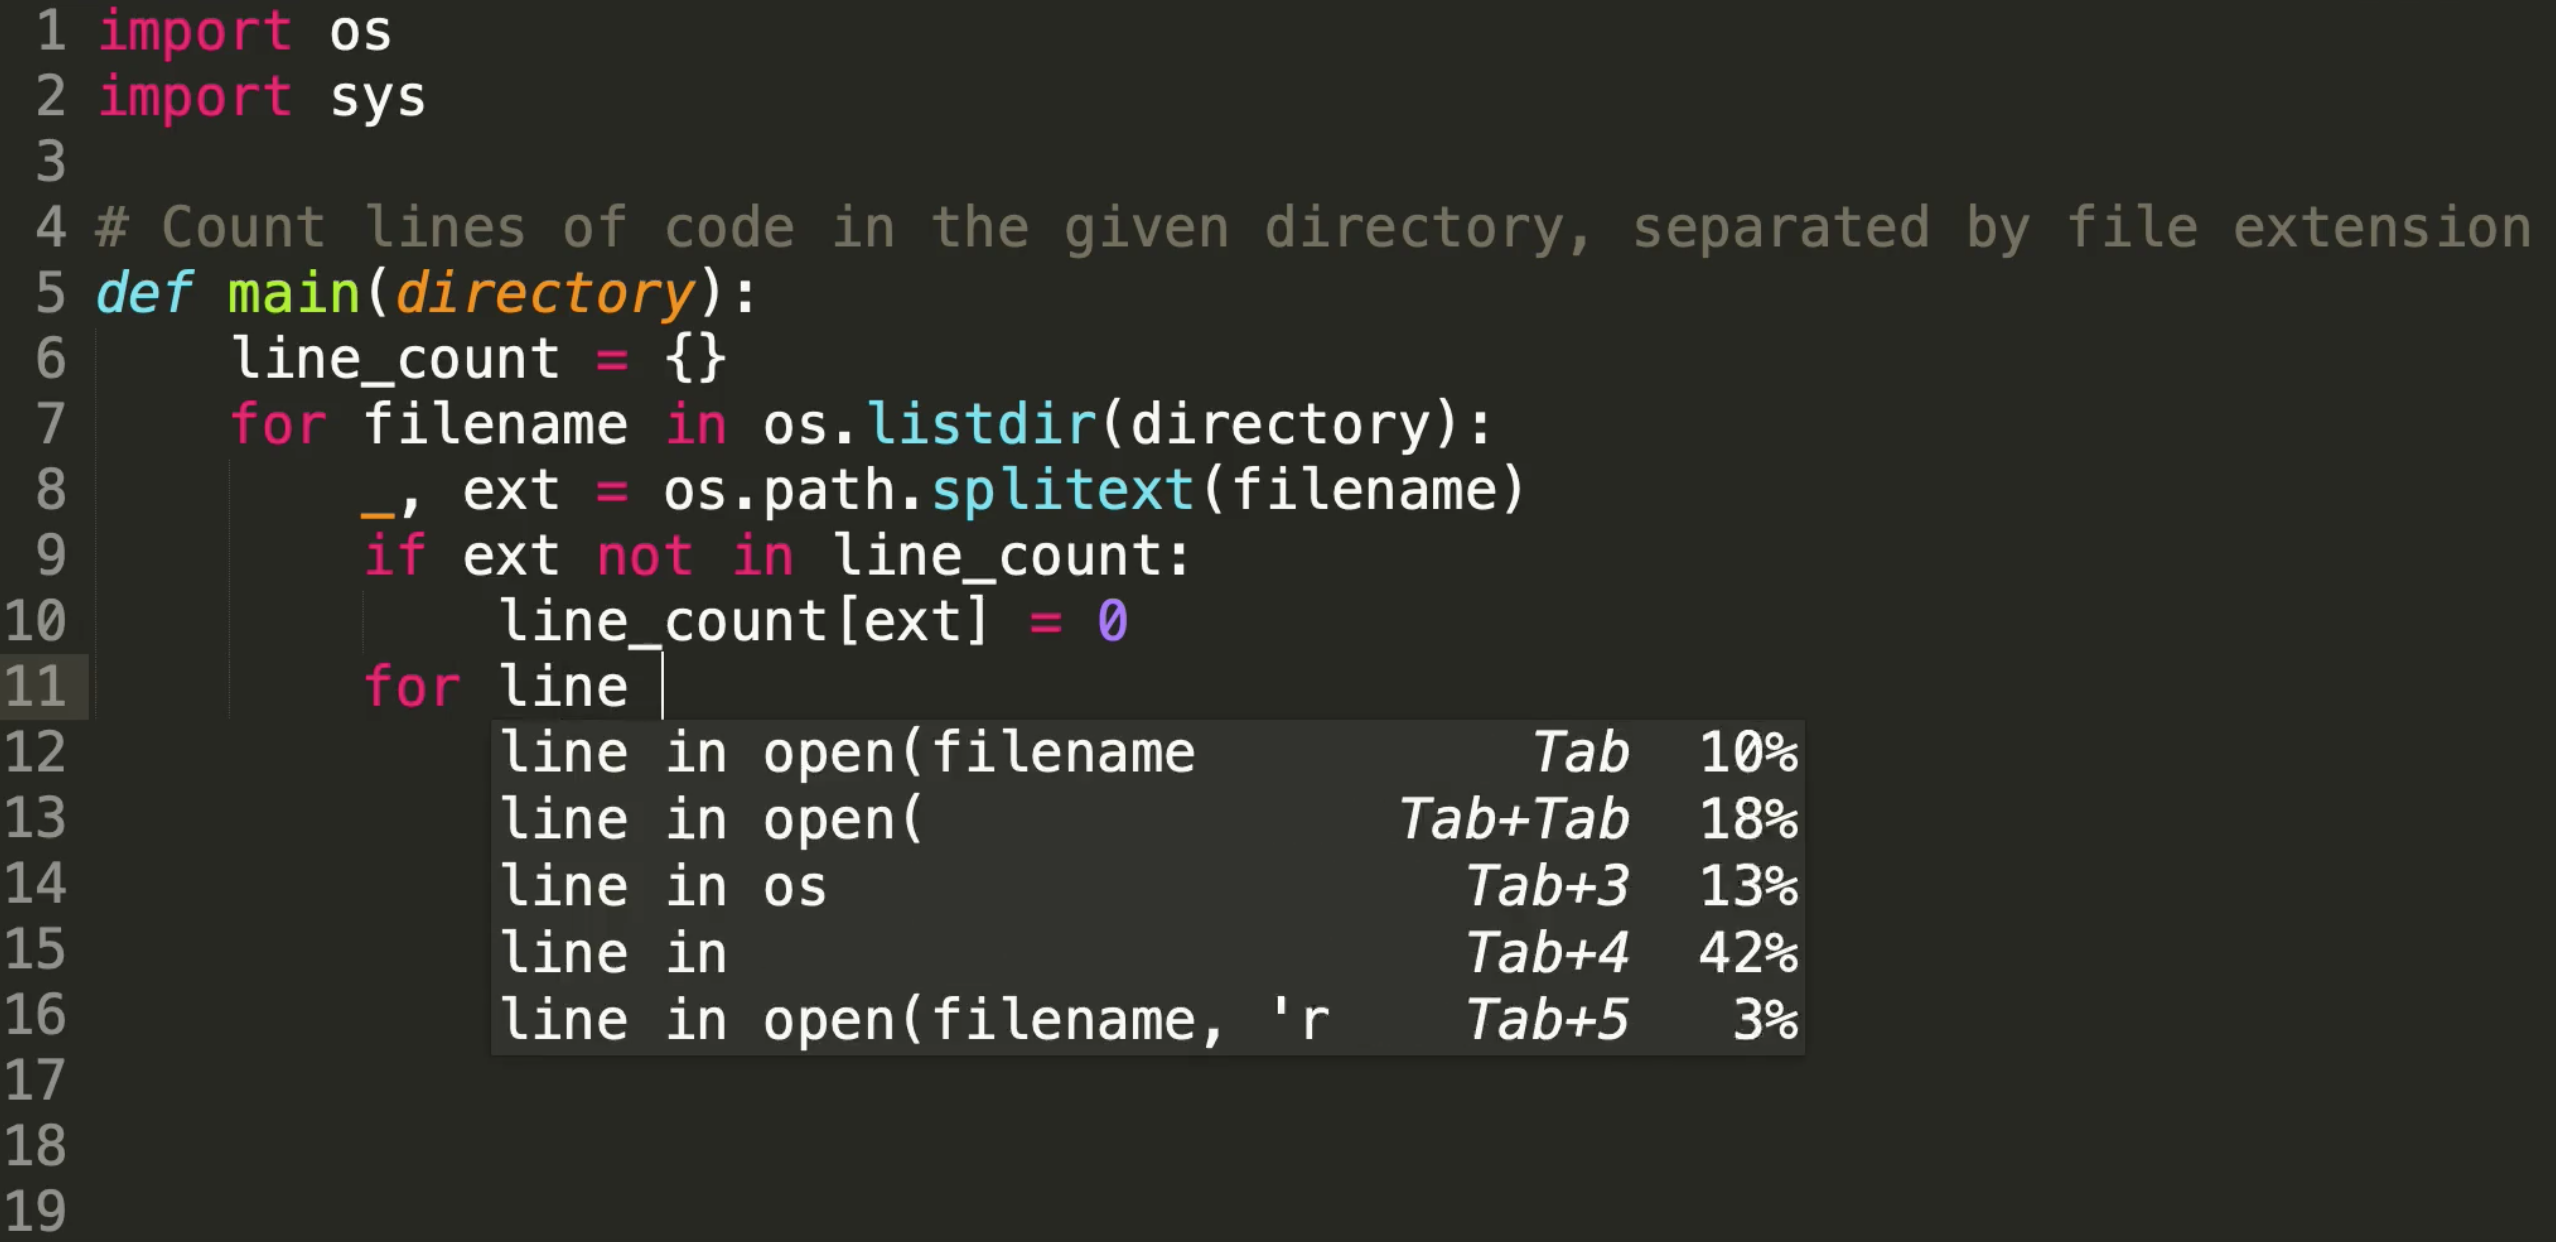 1 import os
2 import sys
3
4 # Count lines of code in the given directory, separated by file extension
5 def main(directory):
6     line_count = {}
7     for filename in os.listdir(directory):
8         _, ext = os.path.splitext(filename)
9         if ext not in line_count:
10             line_count[ext] = 0
11         for line
12 line in open(filename Tab 10%
13 line in open( Tab+Tab 18%
14 line in os Tab+3 13%
15 line in Tab+4 42%
16 line in open(filename, 'r Tab+5 3%
17
18
19